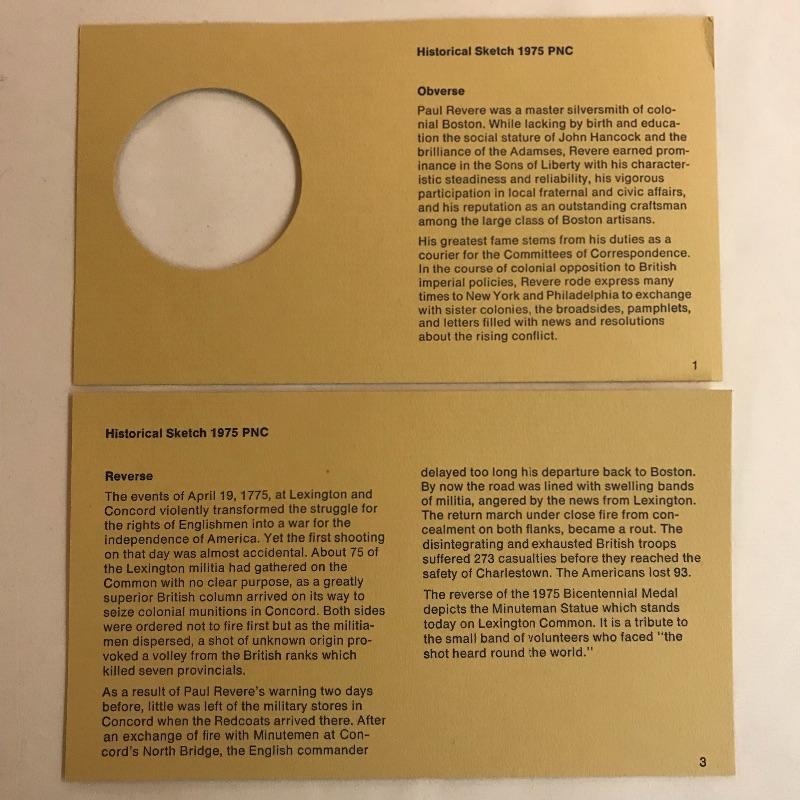 Historical Sketch 1975 PNC
Obverse
Paul Revere was a master silversmith of colo-
nial Boston. While lacking by birth and educa-
tion the social stature of John Hancock and the
brilliance of the Adamses, Revere earned prom-
inance in the Sons of Liberty with his character-
istic steadiness and reliability, his vigorous
participation in local fraternal and civic affairs,
and his reputation as an outstanding craftsman
among the large class of Boston artisans.
His greatest fame stems from his duties as a
courier for the Committees of Correspondence.
In the course of colonial opposition to British
imperial policies, Revere rode express many
times to New York and Philadelphia to exchange
with sister colonies, the broadsides, pamphlets,
and letters filled with news and resolutions
about the rising conflict.
1
Historical Sketch 1975 PNC
Reverse
The events of April 19, 1775, at Lexington and
Concord violently transformed the struggle for
the rights of Englishmen into a war for the
independence of America. Yet the first shooting
on that day was almost accidental. About 75 of
the Lexington militia had gathered on the
Common with no clear purpose, as a greatly
superior British column arrived on its way to
seize colonial munitions in Concord. Both sides
were ordered not to fire first but as the militia-
men dispersed, a shot of unknown origin pro-
voked a volley from the British ranks which
killed seven provincials.
As a result of Paul Revere's warning two days
before, little was left of the military stores in
Concord when the Redcoats arrived there. After
an exchange of fire with Minutemen at Con-
cord's North Bridge, the English commander
delayed too long his departure back to Boston.
By now the road was lined with swelling bands
of militia, angered by the news from Lexington.
The return march under close fire from con-
cealment on both flanks, became a rout. The
disintegrating and exhausted British troops
suffered 273 casualties before they reached the
safety of Charlestown. The Americans lost 93.
The reverse of the 1975 Bicentennial Medal
depicts the Minuteman Statue which stands
today on Lexington Common. It is a tribute to
the small band of volunteers who faced "the
shot heard round the world."
3